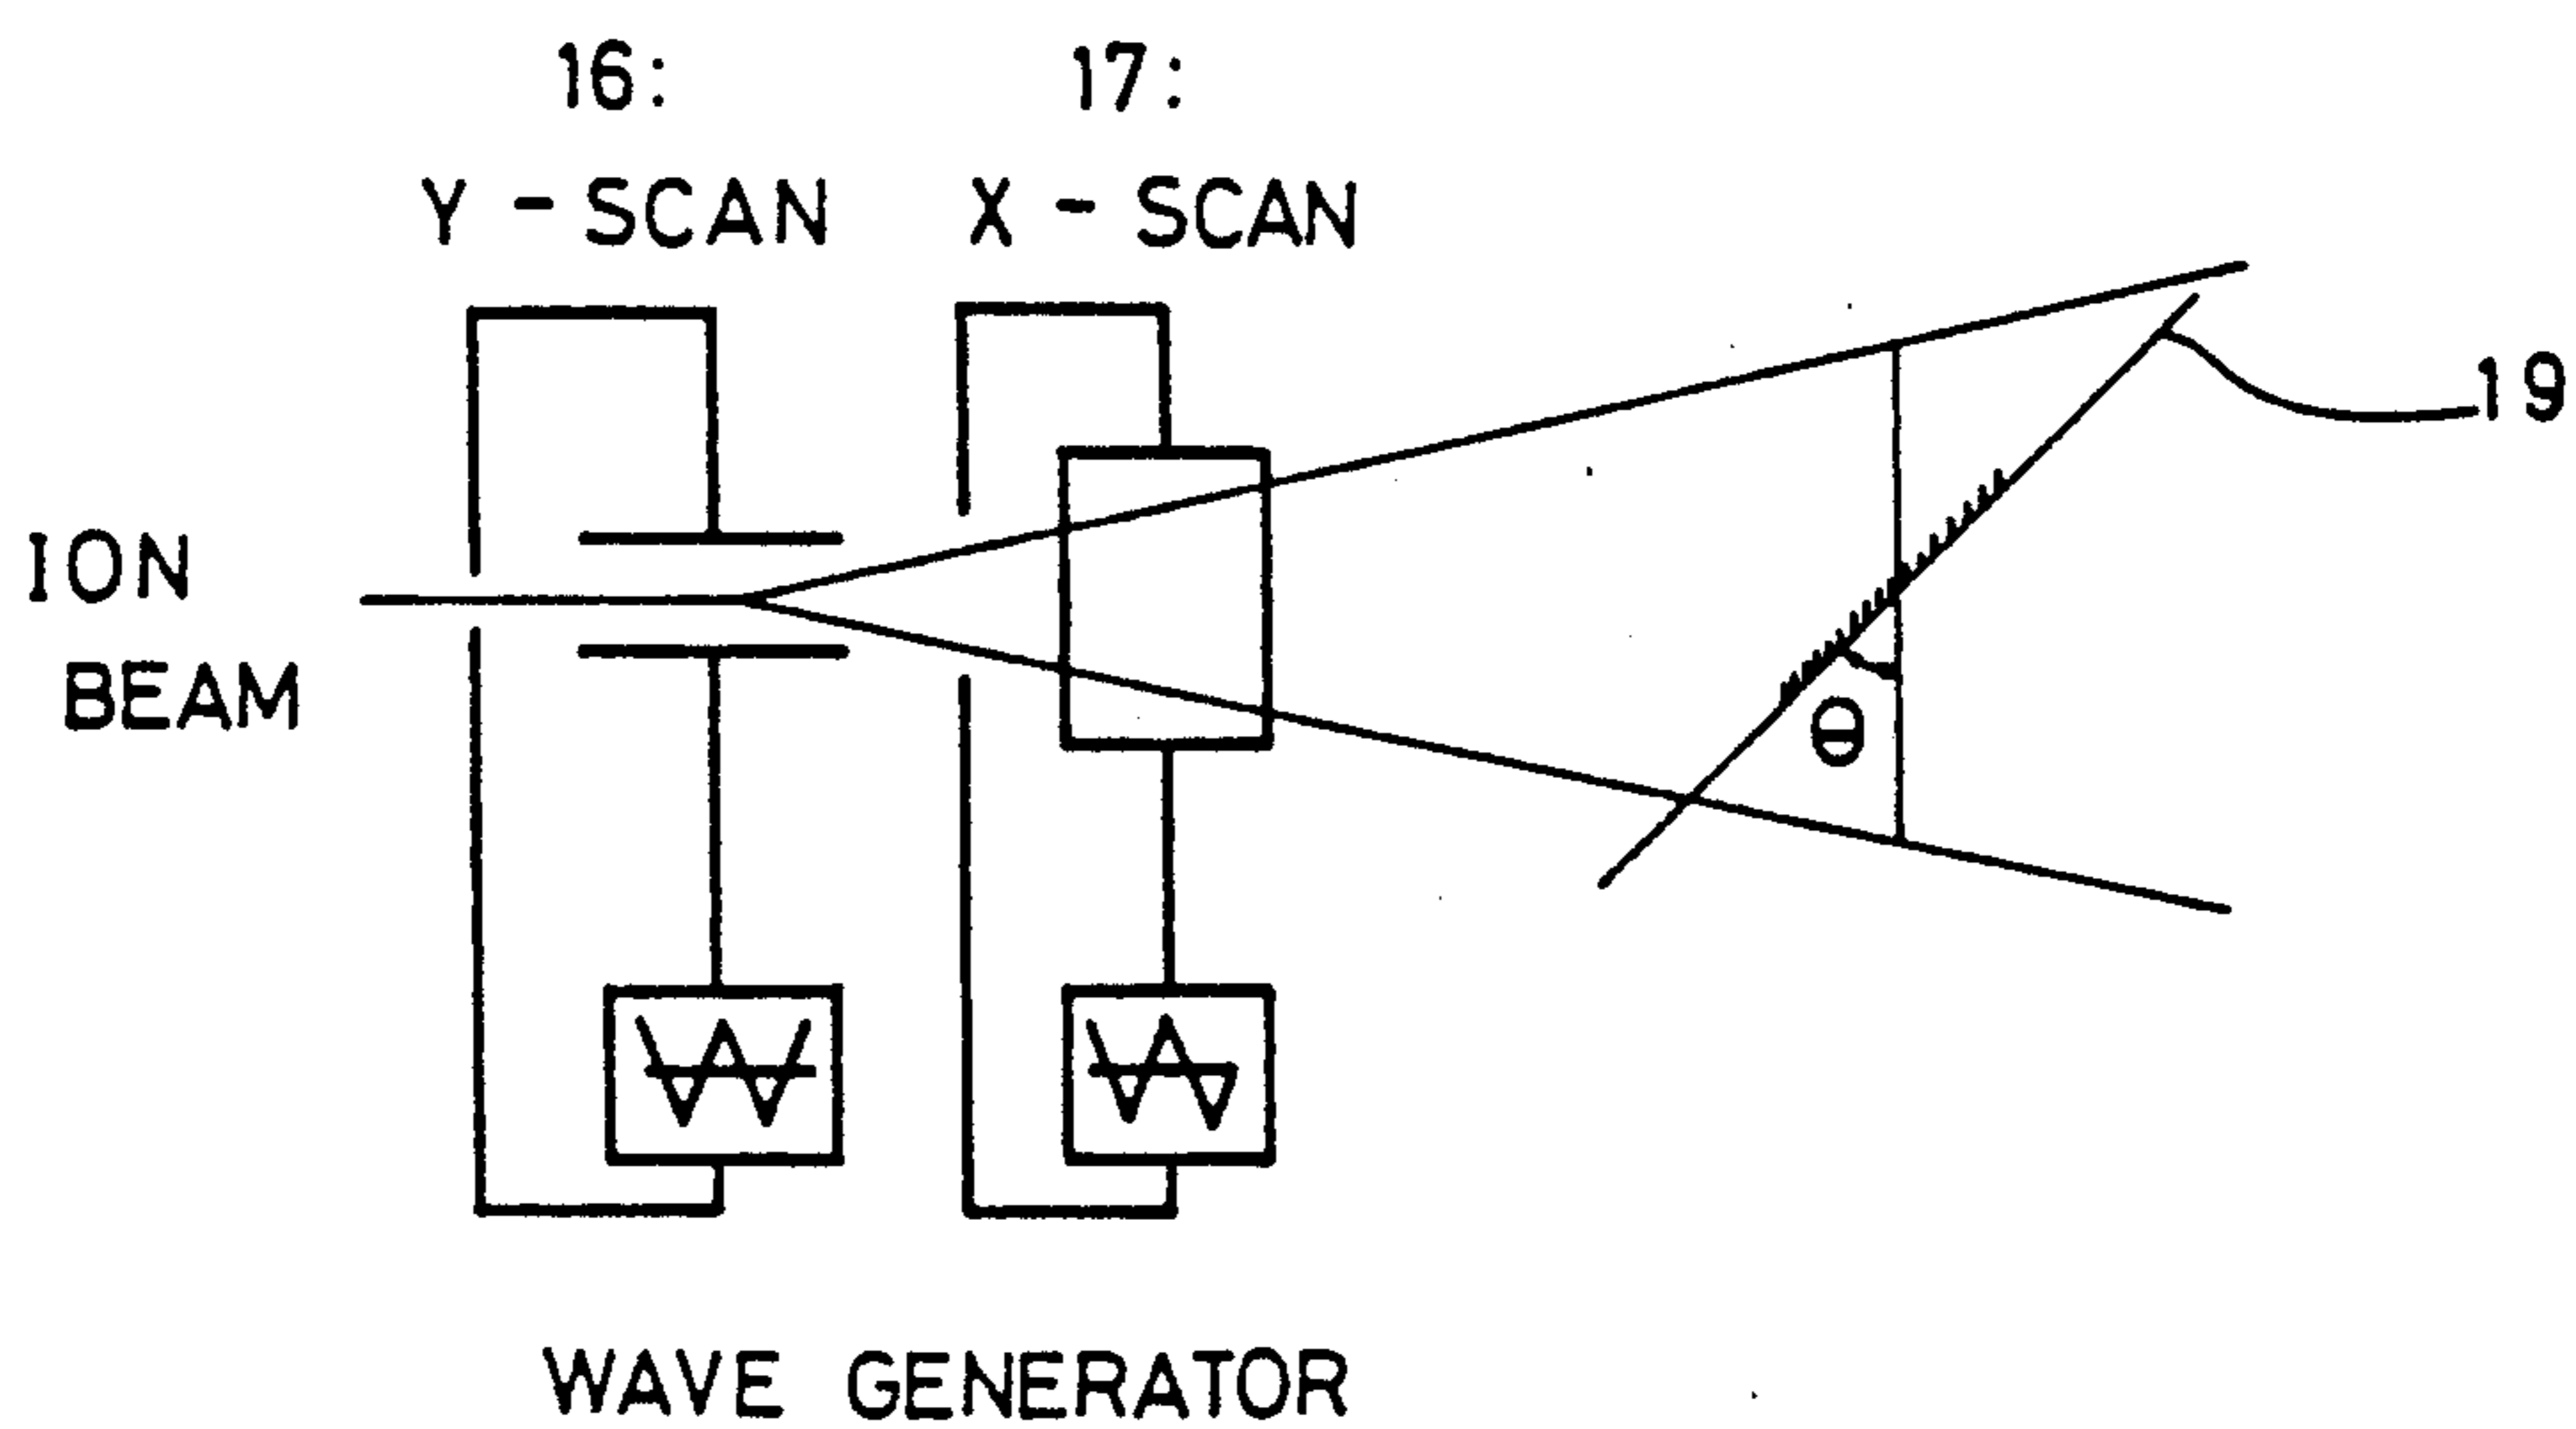 16:
Y - SCAN
17:
X - SCAN
19
ION
BEAM
θ
WAVE GENERATOR